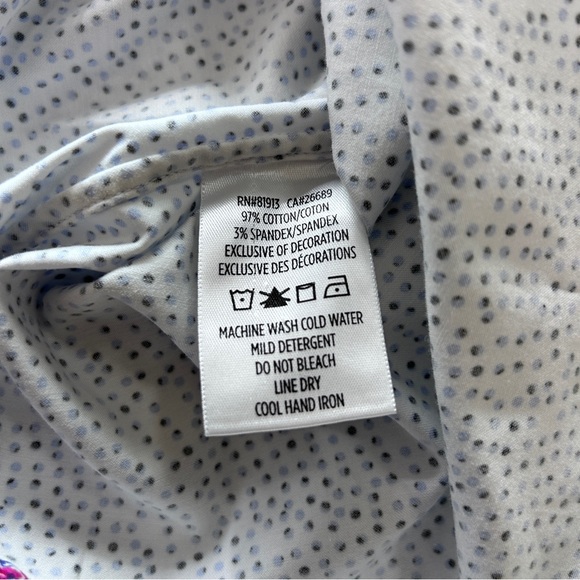 RN#81913 CA#26689
97% COTTON/COTON
3% SPANDEX/SPANDEX
EXCLUSIVE OF DECORATION
EXCLUSIVE DES DÉCORATIONS
MACHINE WASH COLD WATER
MILD DETERGENT
DO NOT BLEACH
LINE DRY
COOL HAND IRON